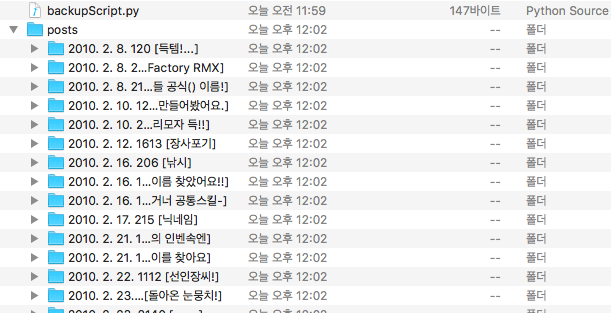 backupScript.py 오늘 오전 11:59 147바이트 Python Source
posts 오늘 오후 12:02 -- 폴더
2010. 2. 8. 120 [득템!...] 오늘 오후 12:02 -- 폴더
2010. 2. 8. 2...Factory RMX] 오늘 오후 12:02 -- 폴더
2010. 2. 8. 21...들 공식() 이름!] 오늘 오후 12:02 -- 폴더
2010. 2. 10. 12...만들어봤어요.] 오늘 오후 12:02 -- 폴더
2010. 2. 10. 2...리모자 득!!] 오늘 오후 12:02 -- 폴더
2010. 2. 12. 1613 [장사포기] 오늘 오후 12:02 -- 폴더
2010. 2. 16. 206 [낚시] 오늘 오후 12:02 -- 폴더
2010. 2. 16. 1...이름 찾았어요!!] 오늘 오후 12:02 -- 폴더
2010. 2. 16. 1...거너 공통스킬-] 오늘 오후 12:02 -- 폴더
2010. 2. 17. 215 [닉네임] 오늘 오후 12:02 -- 폴더
2010. 2. 21. 1...의 인벤속엔] 오늘 오후 12:02 -- 폴더
2010. 2. 21. 1...이를 찾아요] 오늘 오후 12:02 -- 폴더
2010. 2. 22. 1112 [선인장씨!] 오늘 오후 12:02 -- 폴더
2010. 2. 23....[돌아온 눈뭉치!] 오늘 오후 12:02 -- 폴더